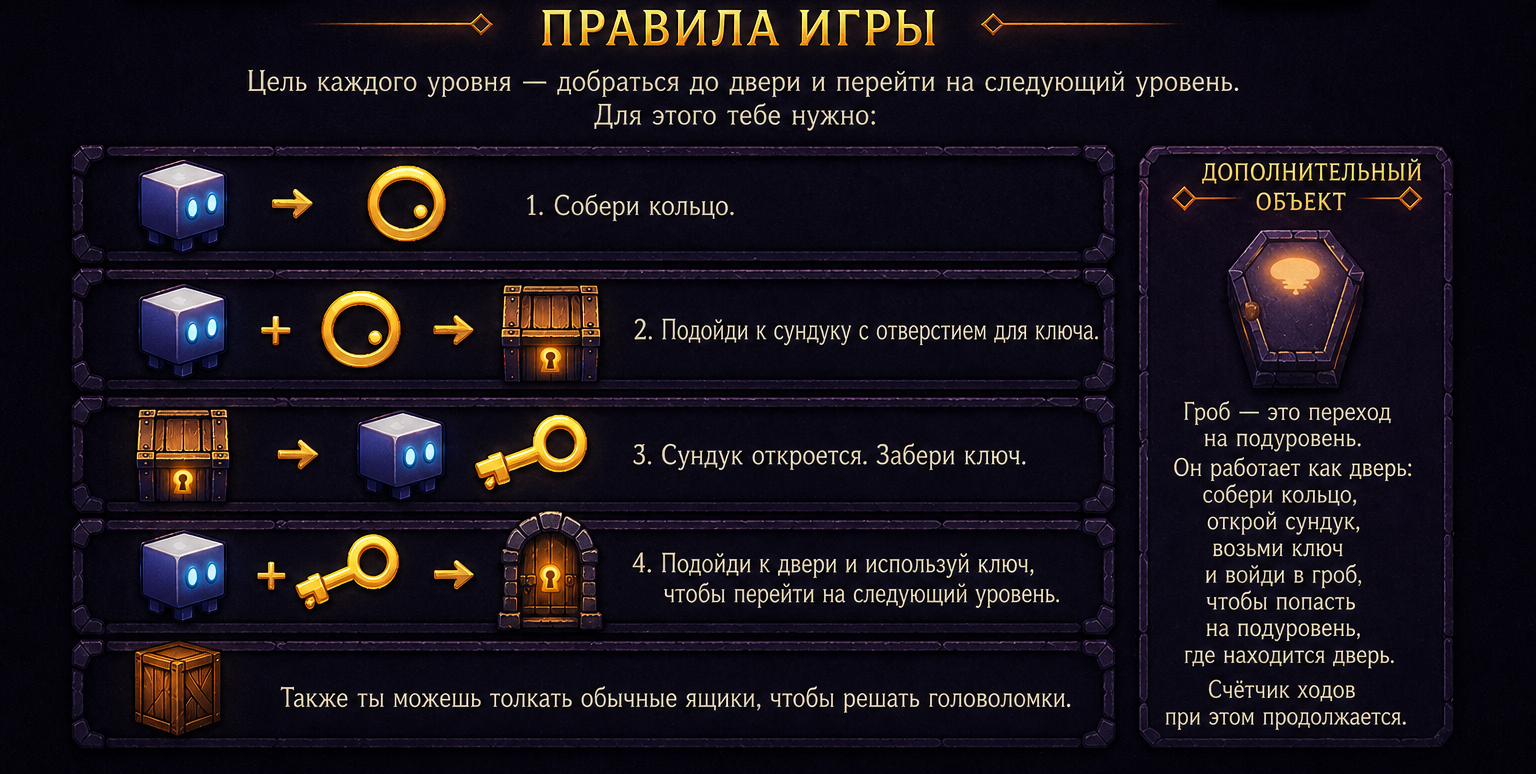 ПРАВИЛА ИГРЫ
Цель каждого уровня — добраться до двери и перейти на следующий уровень.
Для этого тебе нужно:
1. Собери кольцо.
2. Подойди к сундуку с отверстием для ключа.
3. Сундук откроется. Забери ключ.
4. Подойди к двери и используй ключ,
чтобы перейти на следующий уровень.
Также ты можешь толкать обычные ящики, чтобы решать головоломки.
ДОПОЛНИТЕЛЬНЫЙ
ОБЪЕКТ
Гроб — это переход
на подуровень.
Он работает как дверь:
собери кольцо,
открой сундук,
возьми ключ
и войди в гроб,
чтобы попасть
на подуровень,
где находится дверь.
Счётчик ходов
при этом продолжается.